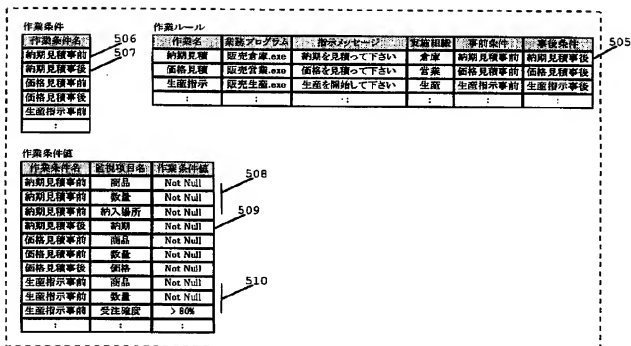 作業条件
作業条件名
506
納期見積事前
507
納期見積事後
価格見積事前
価格見積事後
生産指示事前
:
作業ルール
作業名 業務プログラム 指示メッセージ 実施組織 事前条件 事後条件
505
納期見積 販売倉庫.exe 納期を見積って下さい 倉庫 納期見積事前 納期見積事後
価格見積 販売営業.exe 価格を見積って下さい 営業 価格見積事前 価格見積事後
生産指示 販売生産.exe 生産を開始して下さい 生産 生産指示事前 生産指示事後
: : : : : :
作業条件値
作業条件名 監視項目名 作業条件値
508
納期見積事前 商品 Not Null
納期見積事前 数量 Not Null
納期見積事前 納入場所 Not Null
509
納期見積事後 納期 Not Null
価格見積事前 商品 Not Null
価格見積事前 数量 Not Null
価格見積事後 価格 Not Null
510
生産指示事前 商品 Not Null
生産指示事前 数量 Not Null
生産指示事前 受注確度 > 80%
: : :